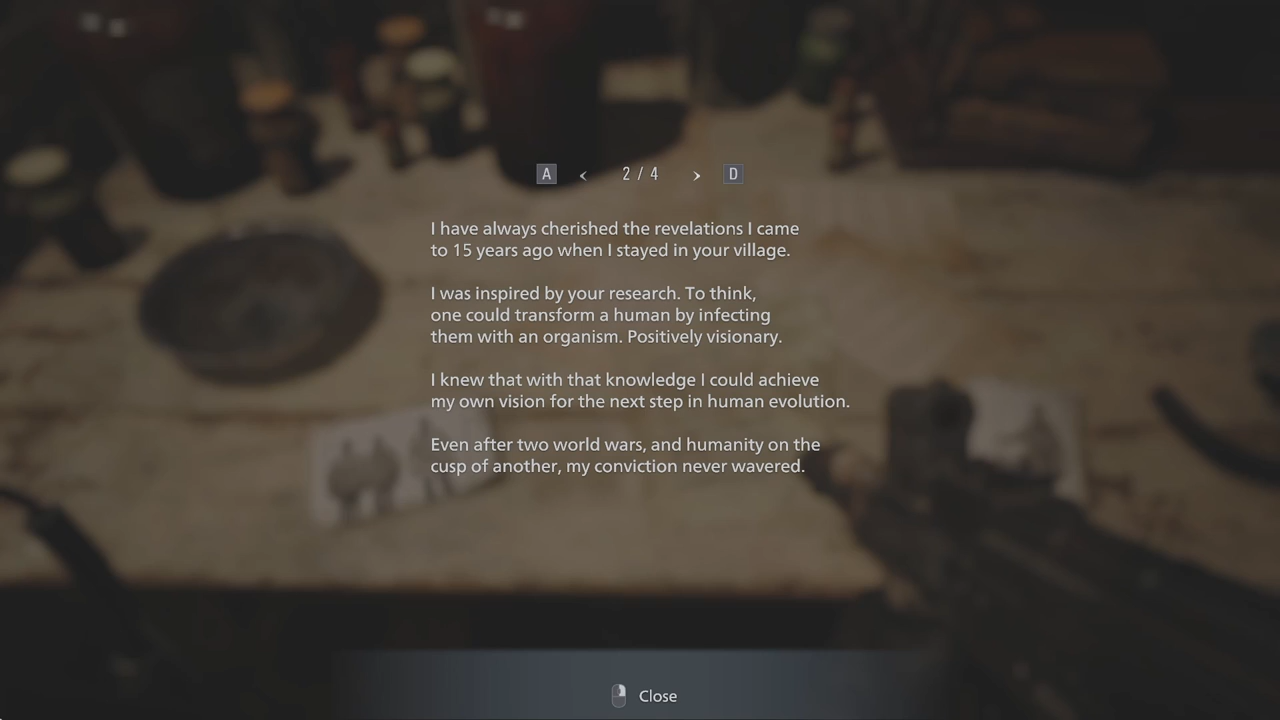 A < 2 / 4 > D
I have always cherished the revelations I came
to 15 years ago when I stayed in your village.
I was inspired by your research. To think,
one could transform a human by infecting
them with an organism. Positively visionary.
I knew that with that knowledge I could achieve
my own vision for the next step in human evolution.
Even after two world wars, and humanity on the
cusp of another, my conviction never wavered.
Close